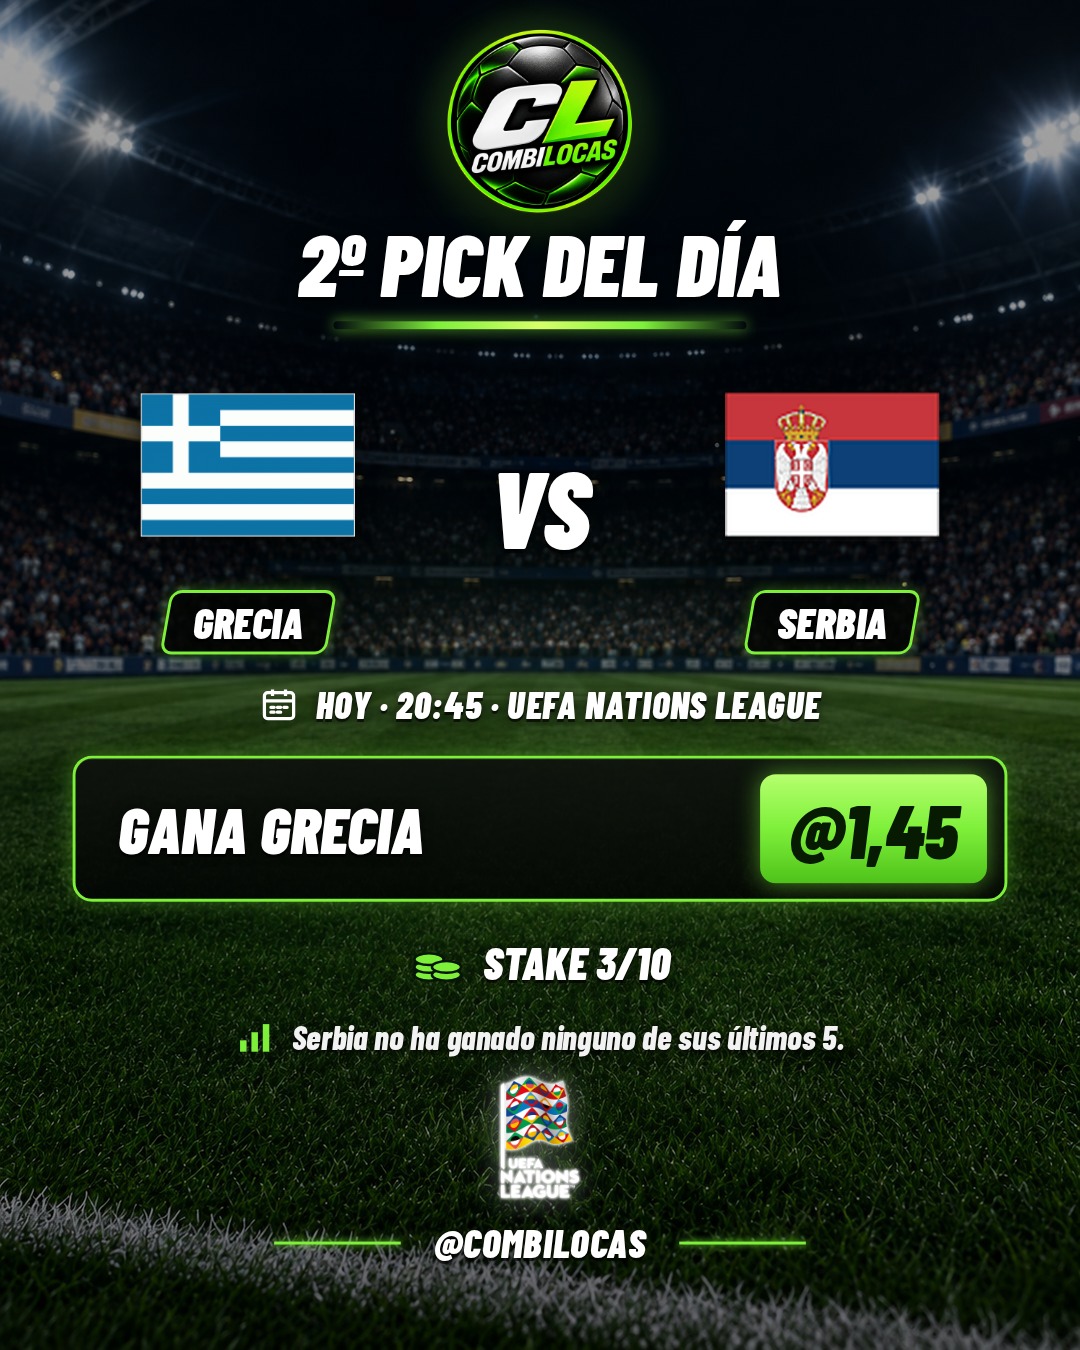 CL
COMBILOCAS
2º PICK DEL DÍA
VS
GRECIA
SERBIA
HOY · 20:45 · UEFA NATIONS LEAGUE
GANA GRECIA
@1,45
STAKE 3/10
Serbia no ha ganado ninguno de sus últimos 5.
UEFA
NATIONS
LEAGUE
@COMBILOCAS